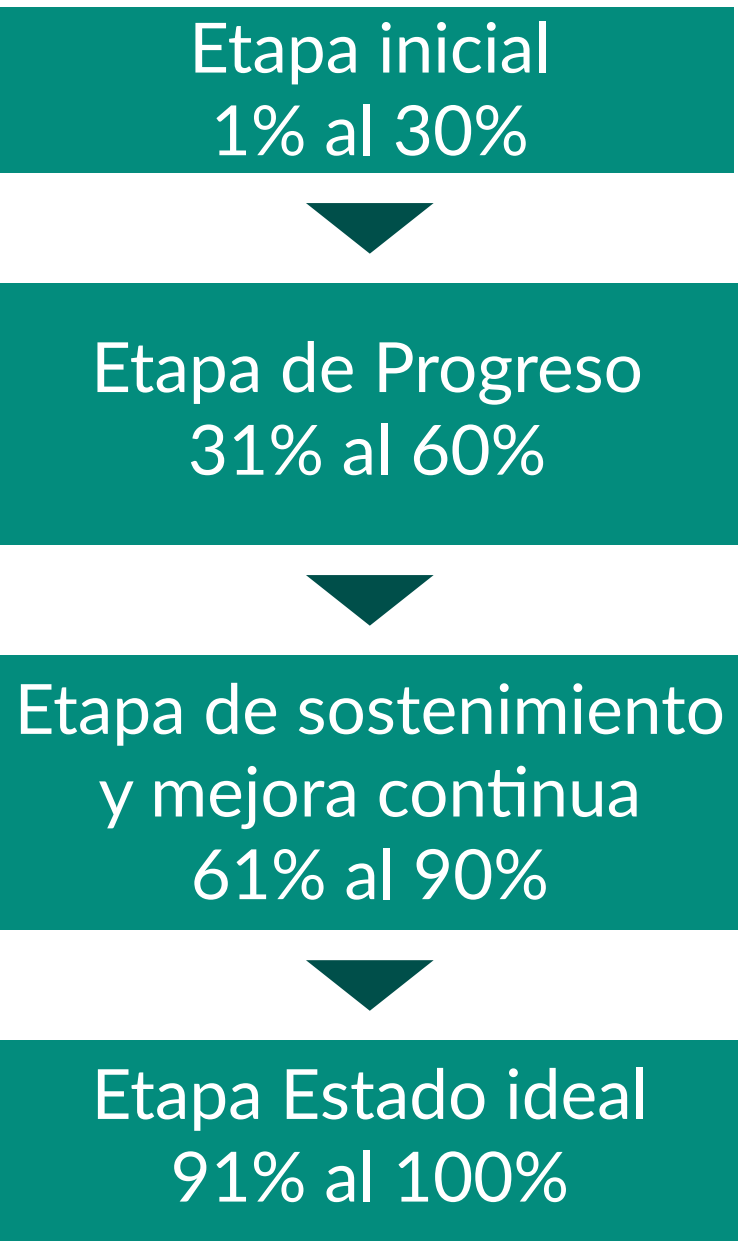 Etapa inicial
1% al 30%
Etapa de Progreso
31% al 60%
Etapa de sostenimiento
y mejora continua
61% al 90%
Etapa Estado ideal
91% al 100%